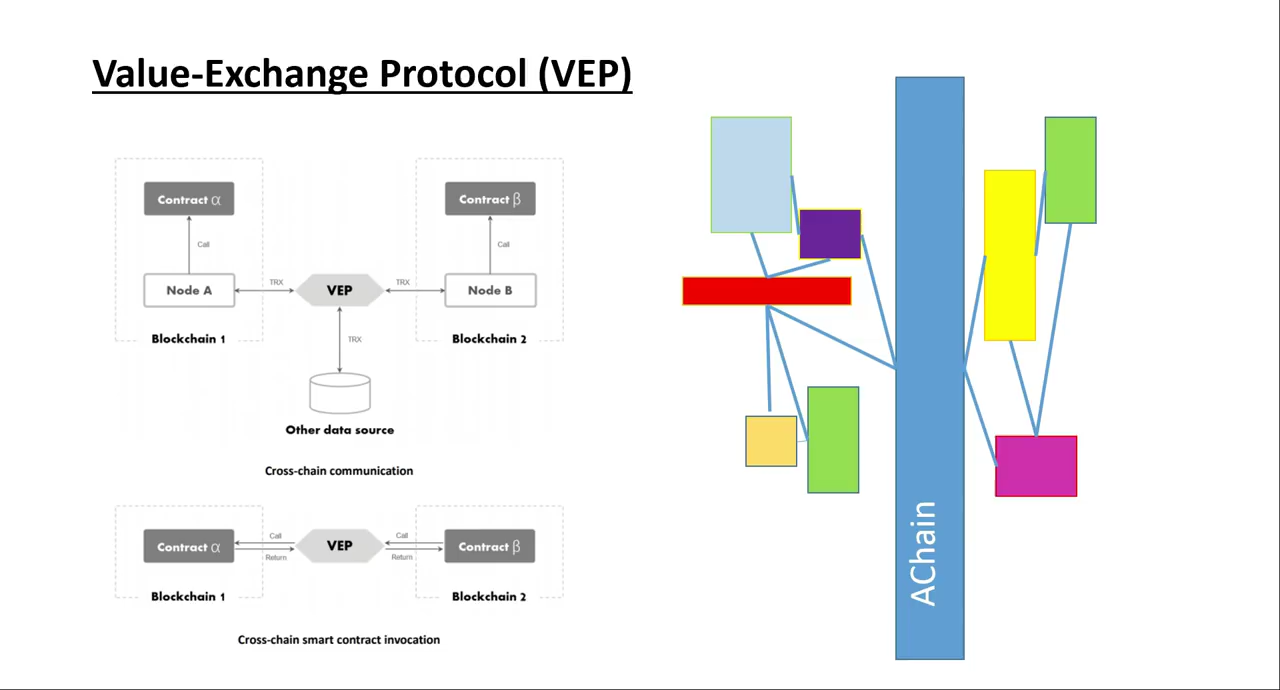 Value-Exchange Protocol (VEP)
Contract α
Contract β
Call
Call
Node A
TRX
VEP
TRX
Node B
Blockchain 1
TRX
Blockchain 2
Other data source
Cross-chain communication
Contract α
Call
Return
VEP
Call
Return
Contract β
Blockchain 1
Blockchain 2
Cross-chain smart contract invocation
AChain